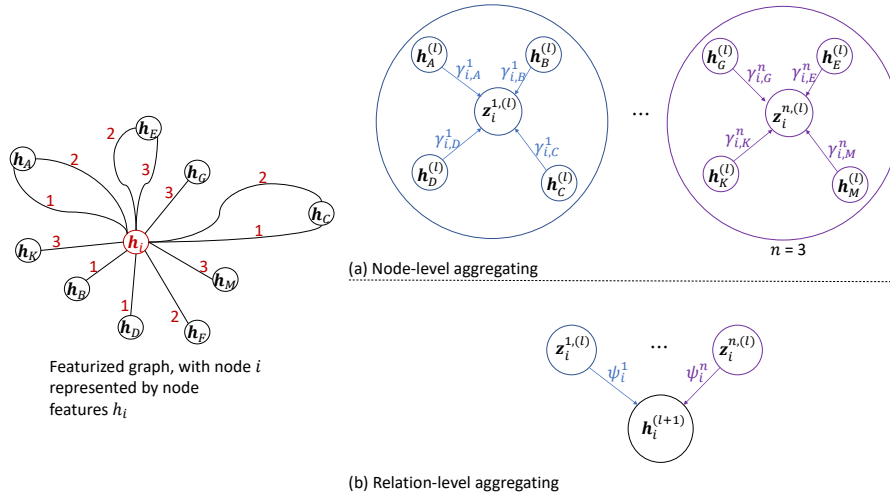 h_A
2
1
2
h_E
3
h_G
3
2
h_C
1
h_i
h_K
3
h_B
1
1
h_D
2
h_F
3
h_M
Featurized graph, with node i
represented by node
features h_i
h_A^{(l)}
h_B^{(l)}
γ_{i,A}^1
γ_{i,B}^1
z_i^{1,(l)}
γ_{i,D}^1
γ_{i,C}^1
h_D^{(l)}
h_C^{(l)}
...
h_G^{(l)}
h_E^{(l)}
γ_{i,G}^n
γ_{i,E}^n
z_i^{n,(l)}
γ_{i,K}^n
γ_{i,M}^n
h_K^{(l)}
h_M^{(l)}
n = 3
(a) Node-level aggregating
z_i^{1,(l)}
...
z_i^{n,(l)}
ψ_i^1
ψ_i^n
h_i^{(l+1)}
(b) Relation-level aggregating